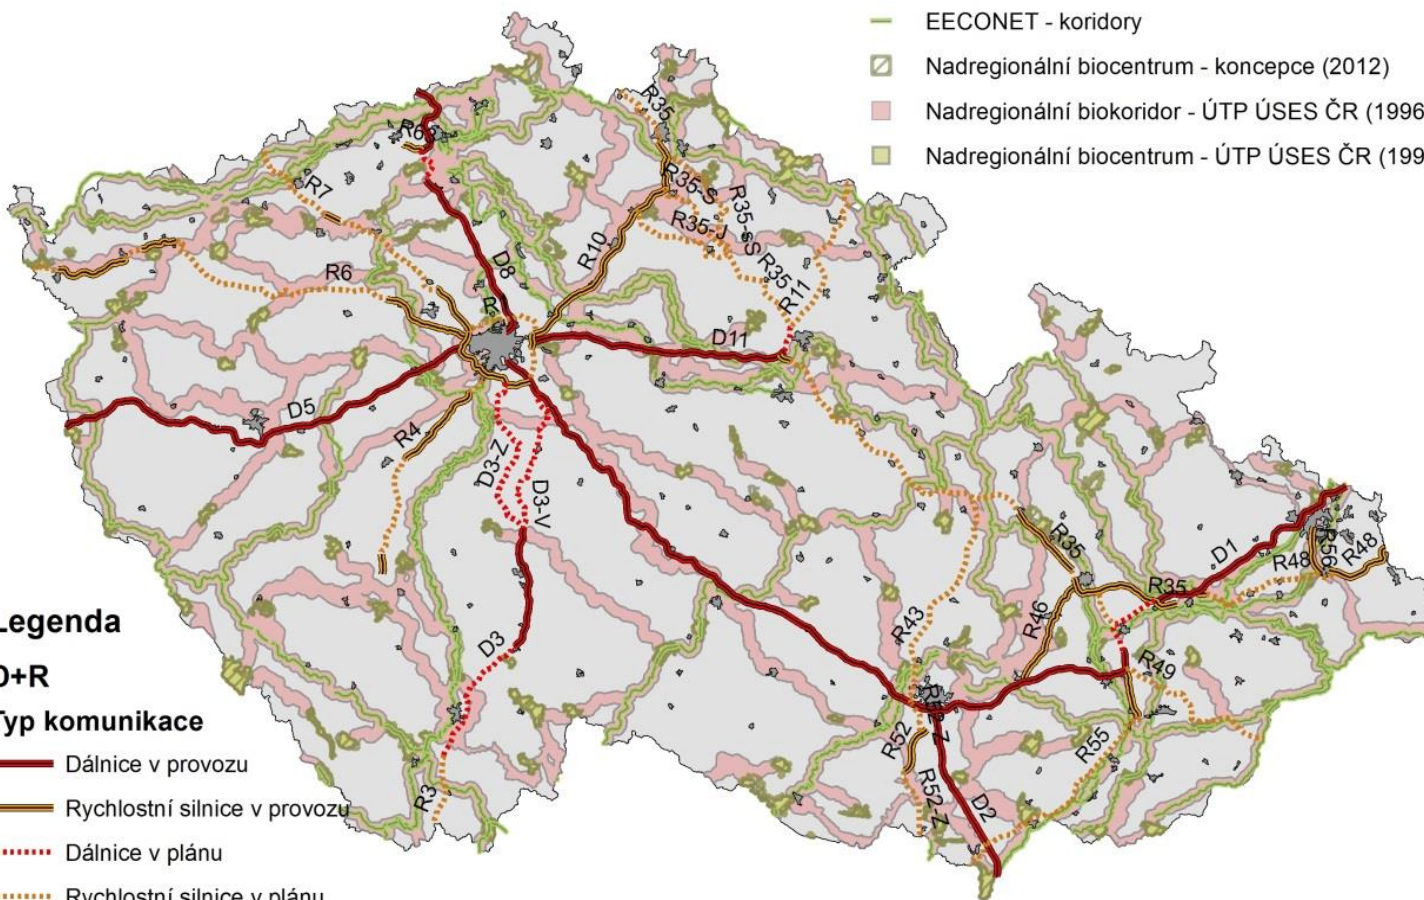 EECONET - koridory
Nadregionální biocentrum - koncepce (2012)
Nadregionální biokoridor - ÚTP ÚSES ČR (1996
Nadregionální biocentrum - ÚTP ÚSES ČR (199
R35
R63
R7
R35-S
R35-sS
R35-J
R10
R6
D8
R35
R11
R
D11
D5
R4
D3-Z
D3-V
R35
D1
R56
R48
R48
R35
R43
R46
D3
R49
R52-Z
R52
R55
R3
R52-Z
D2
Legenda
D+R
Typ komunikace
Dálnice v provozu
Rychlostní silnice v provozu
Dálnice v plánu
Rychlostní silnice v plánu